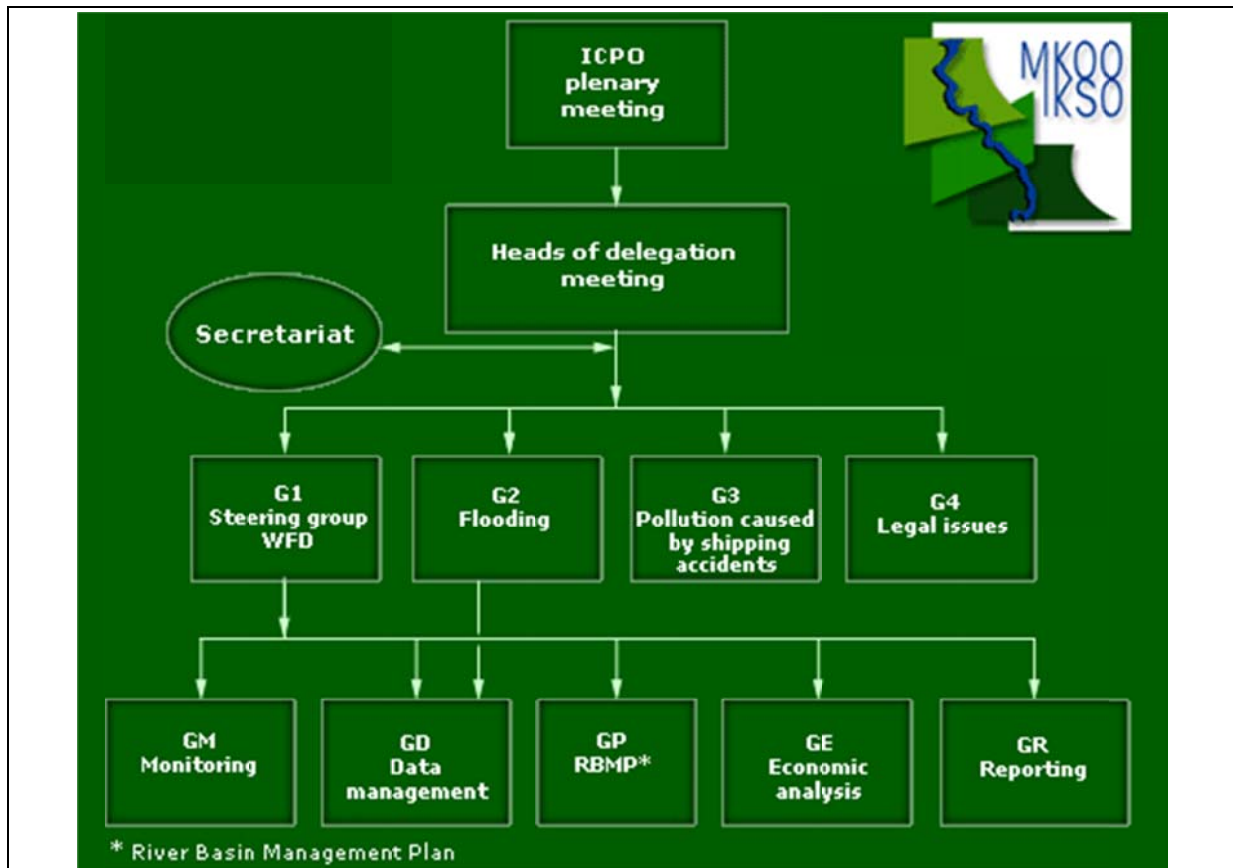 ICPO
plenary
meeting
MKOO
IKSO
Heads of delegation
meeting
Secretariat
G1
Steering group
WFD
G2
Flooding
G3
Pollution caused
by shipping
accidents
G4
Legal issues
GM
Monitoring
GD
Data
management
GP
RBMP*
GE
Economic
analysis
GR
Reporting
* River Basin Management Plan